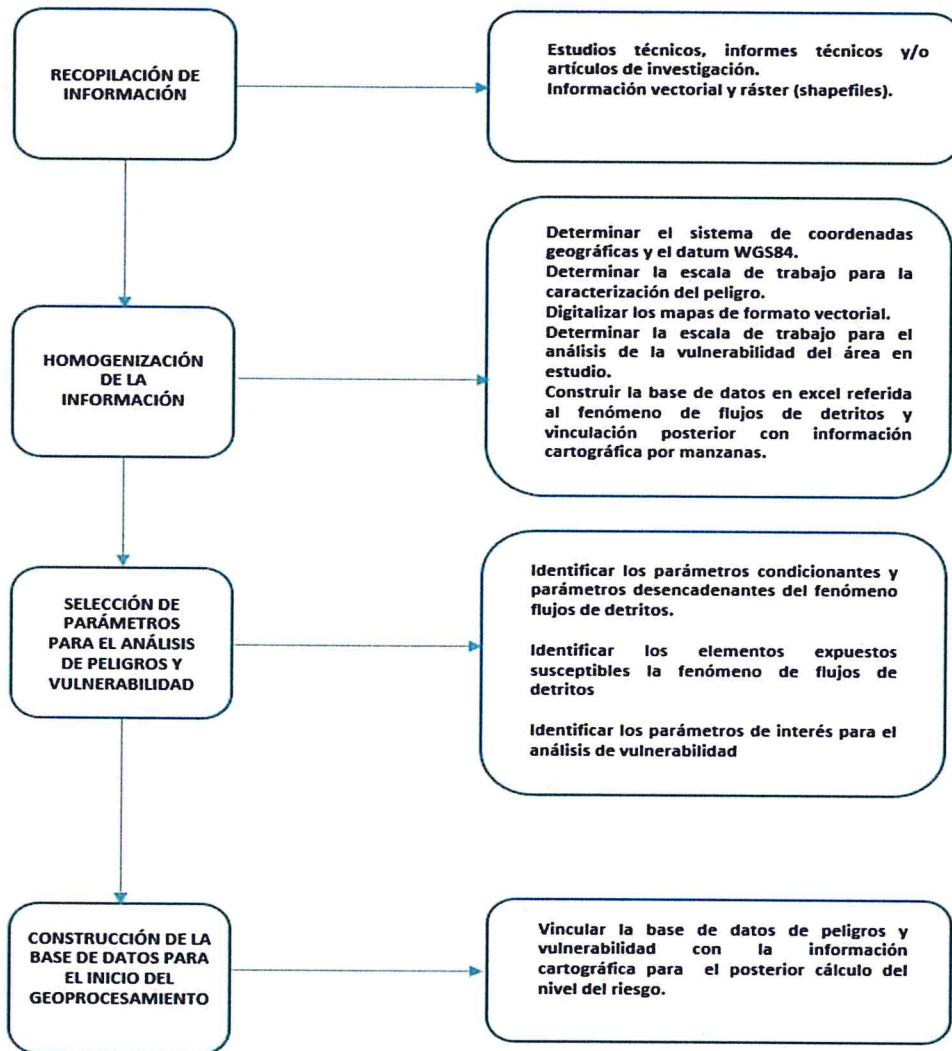 RECOPILACIÓN DE
INFORMACIÓN
Estudios técnicos, informes técnicos y/o
artículos de investigación.
Información vectorial y ráster (shapefiles).
HOMOGENIZACIÓN
DE LA
INFORMACIÓN
Determinar el sistema de coordenadas
geográficas y el datum WGS84.
Determinar la escala de trabajo para la
caracterización del peligro.
Digitalizar los mapas de formato vectorial.
Determinar la escala de trabajo para el
análisis de la vulnerabilidad del área en
estudio.
Construir la base de datos en excel referida
al fenómeno de flujos de detritos y
vinculación posterior con información
cartográfica por manzanas.
SELECCIÓN DE
PARÁMETROS
PARA EL ANÁLISIS
DE PELIGROS Y
VULNERABILIDAD
Identificar los parámetros condicionantes y
parámetros desencadenantes del fenómeno
flujos de detritos.
Identificar los elementos expuestos
susceptibles la fenómeno de flujos de
detritos
Identificar los parámetros de interés para el
análisis de vulnerabilidad
CONSTRUCCIÓN DE LA
BASE DE DATOS PARA
EL INICIO DEL
GEOPROCESAMIENTO
Vincular la base de datos de peligros y
vulnerabilidad con la información
cartográfica para el posterior cálculo del
nivel del riesgo.